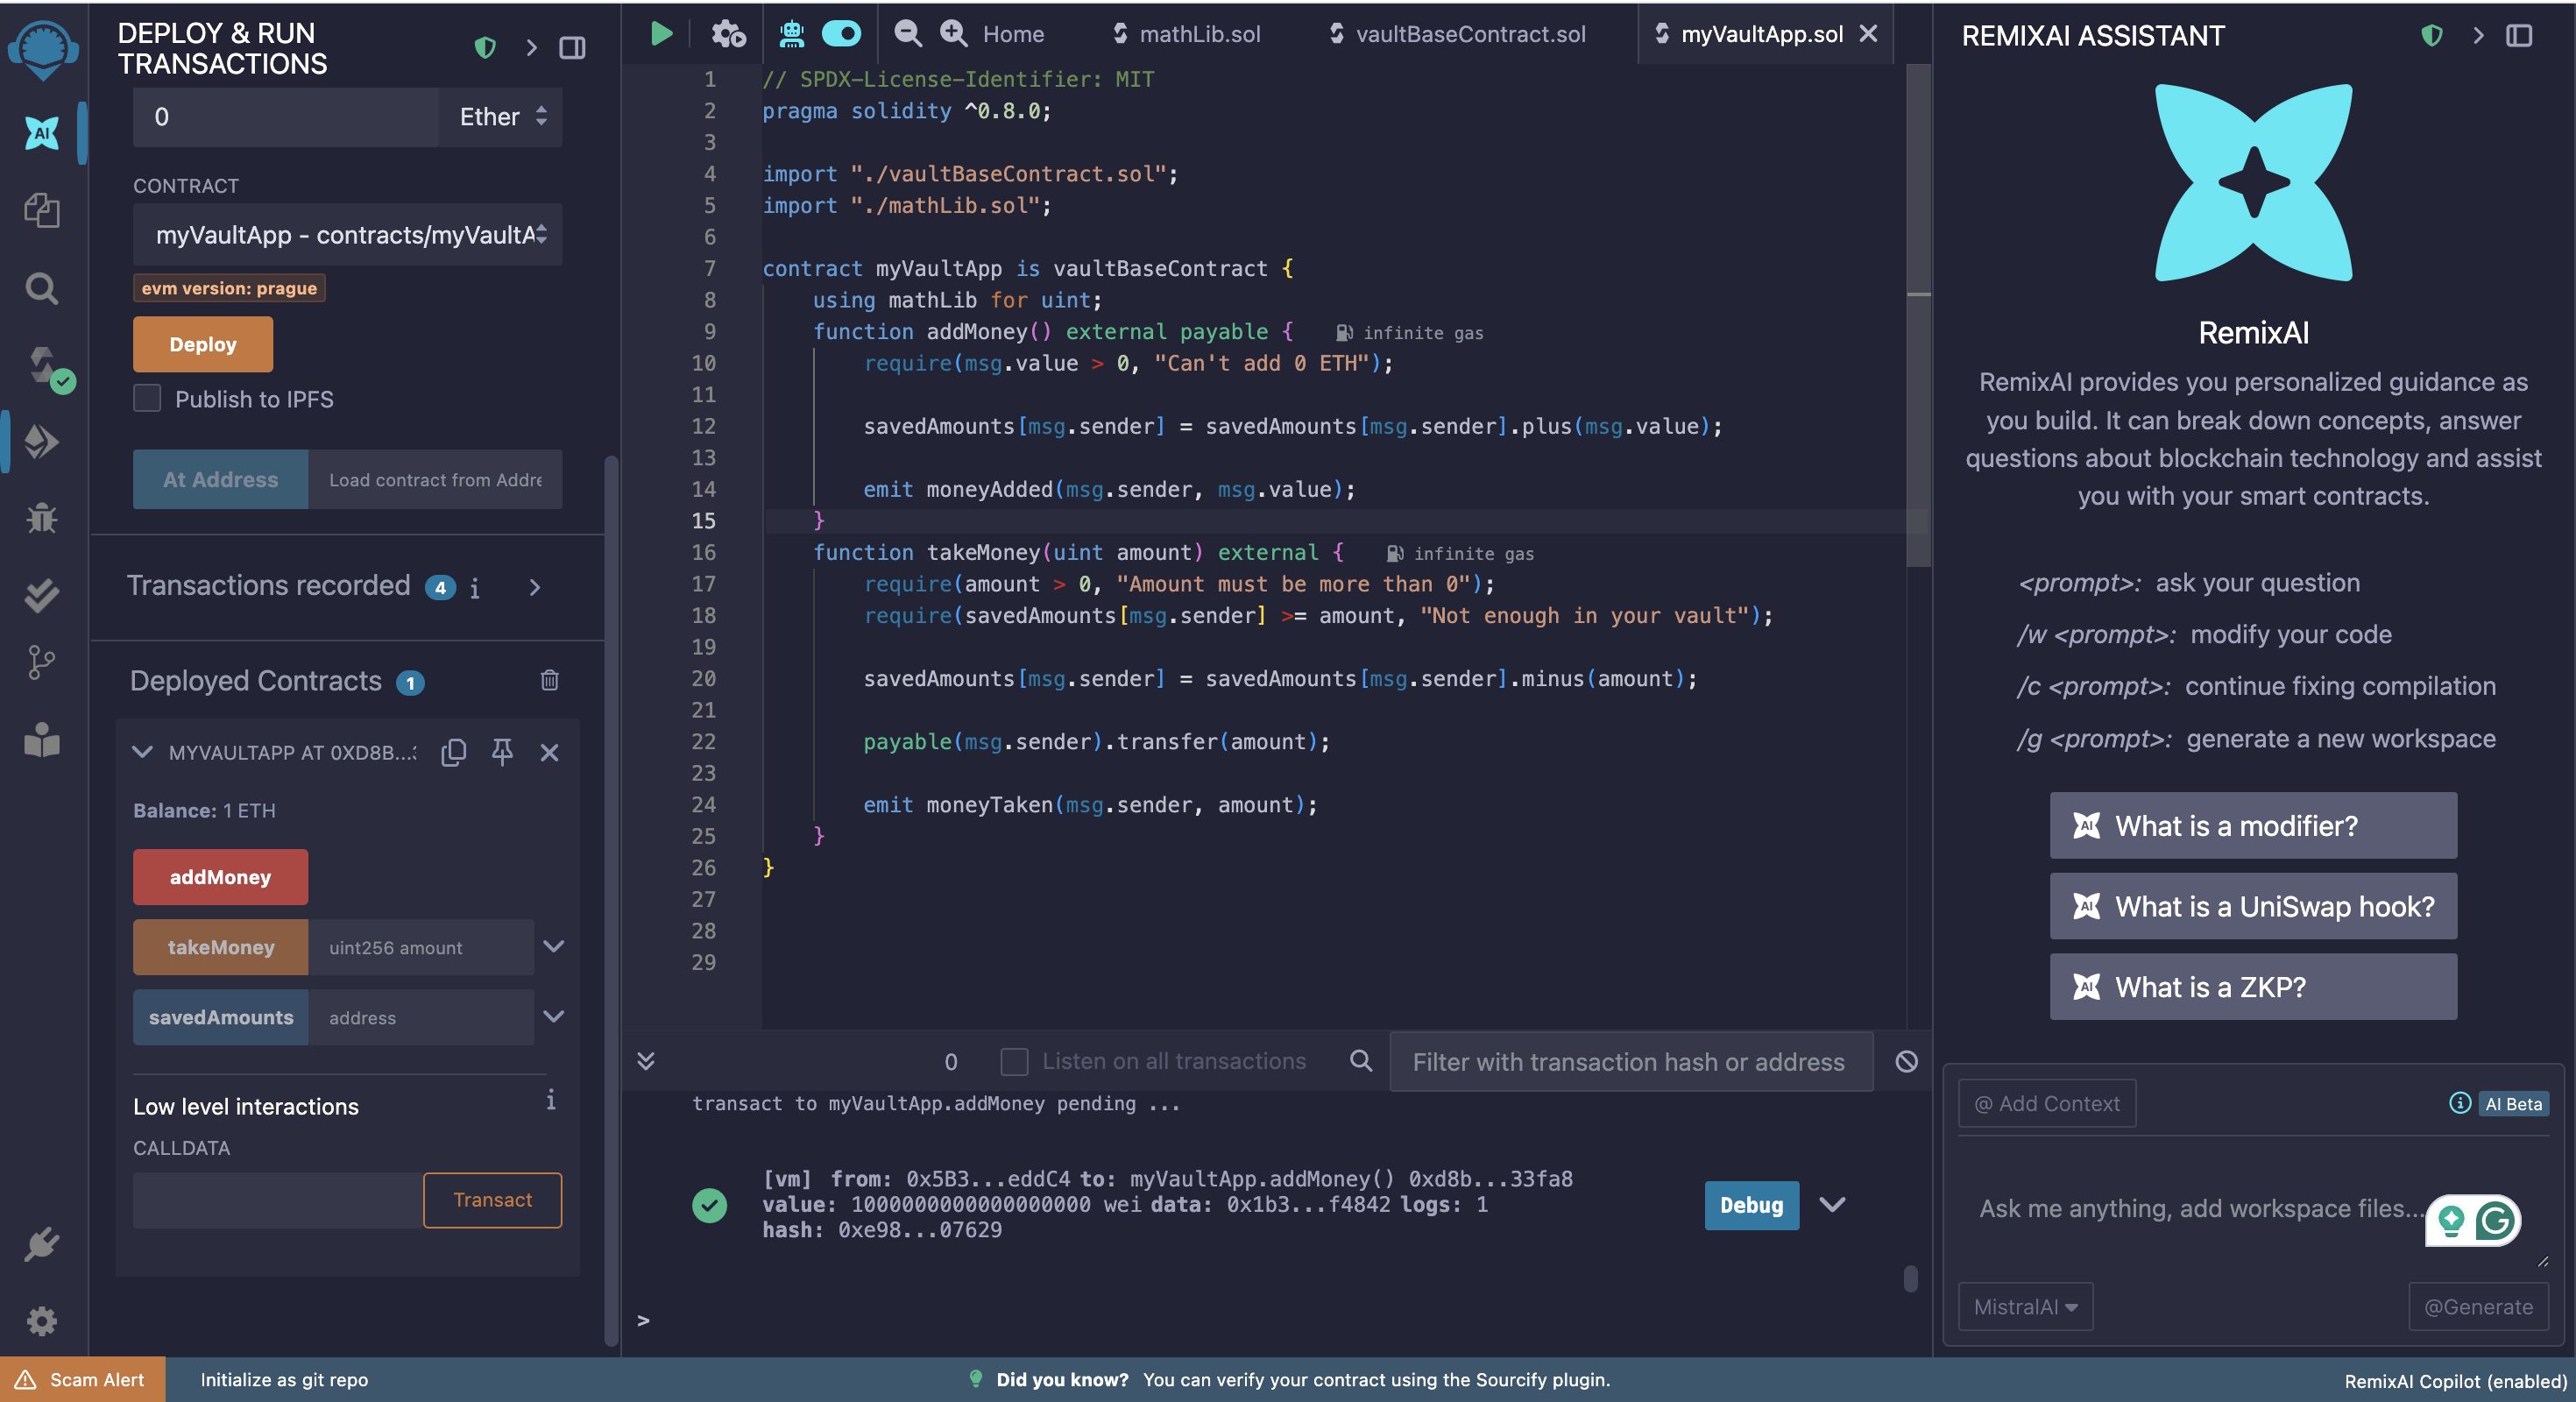 DEPLOY & RUN
TRANSACTIONS
0
Ether
CONTRACT
myVaultApp - contracts/myVaultA
evm version: prague
Deploy
Publish to IPFS
At Address
Load contract from Addre
Transactions recorded 4 i
Deployed Contracts 1
MYVAULTAPP AT 0XD8B...
Balance: 1 ETH
addMoney
takeMoney
uint256 amount
savedAmounts
address
Low level interactions
i
CALLDATA
Transact
Home
mathLib.sol
vaultBaseContract.sol
myVaultApp.sol
1 // SPDX-License-Identifier: MIT
2 pragma solidity ^0.8.0;
3
4 import "./vaultBaseContract.sol";
5 import "./mathLib.sol";
6
7 contract myVaultApp is vaultBaseContract {
8 using mathLib for uint;
9 function addMoney() external payable { infinite gas
10 require(msg.value > 0, "Can't add 0 ETH");
11
12 savedAmounts[msg.sender] = savedAmounts[msg.sender].plus(msg.value);
13
14 emit moneyAdded(msg.sender, msg.value);
15 }
16 function takeMoney(uint amount) external { infinite gas
17 require(amount > 0, "Amount must be more than 0");
18 require(savedAmounts[msg.sender] >= amount, "Not enough in your vault");
19
20 savedAmounts[msg.sender] = savedAmounts[msg.sender].minus(amount);
21
22 payable(msg.sender).transfer(amount);
23
24 emit moneyTaken(msg.sender, amount);
25 }
26 }
27
28
29
0
Listen on all transactions
Filter with transaction hash or address
transact to myVaultApp.addMoney pending ...
[vm] from: 0x5B3...eddC4 to: myVaultApp.addMoney() 0xd8b...33fa8
value: 1000000000000000000 wei data: 0x1b3...f4842 logs: 1
hash: 0xe98...07629
Debug
>
REMIXAI ASSISTANT
RemixAI
RemixAI provides you personalized guidance as
you build. It can break down concepts, answer
questions about blockchain technology and assist
you with your smart contracts.
<prompt>: ask your question
/w <prompt>: modify your code
/c <prompt>: continue fixing compilation
/g <prompt>: generate a new workspace
AI What is a modifier?
AI What is a UniSwap hook?
AI What is a ZKP?
@ Add Context
AI Beta
Ask me anything, add workspace files...
MistralAI
@Generate
AI
Scam Alert
Initialize as git repo
Did you know? You can verify your contract using the Sourcify plugin.
RemixAI Copilot (enabled)